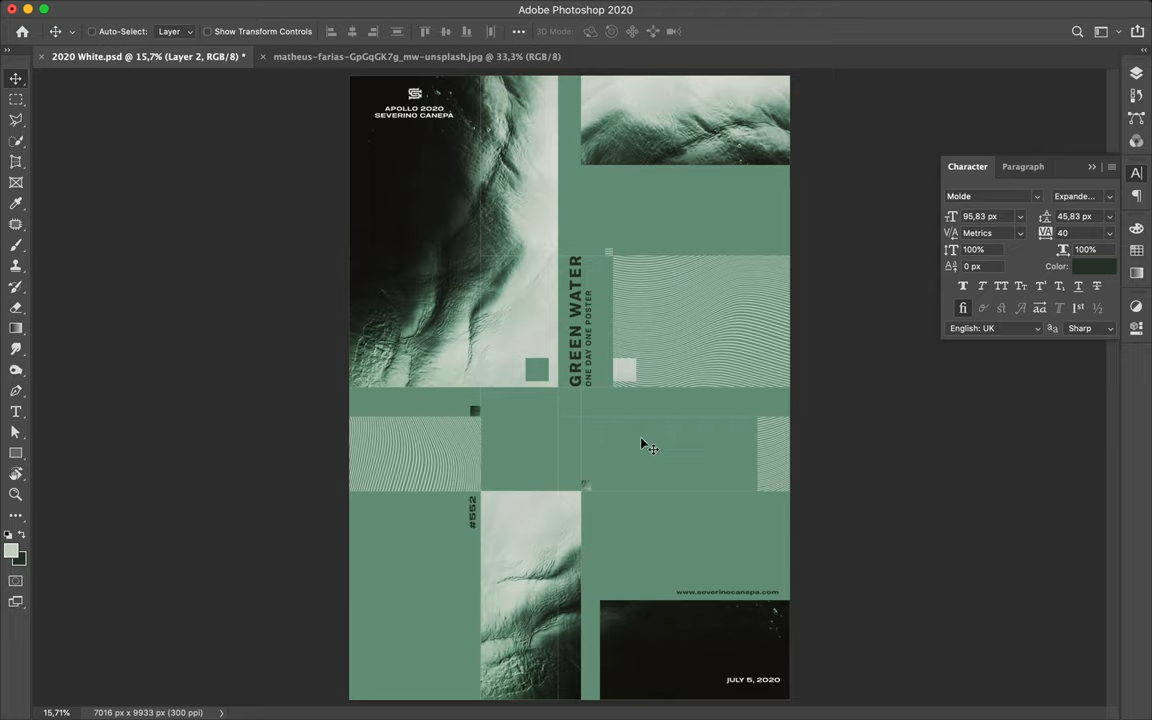 Adobe Photoshop 2020
Auto-Select:
Layer
Show Transform Controls
3D Mode:
2020 White.psd @ 15,7% (Layer 2, RGB/8) *
matheus-farias-GpGqGK7g_mw-unsplash.jpg @ 33,3% (RGB/8)
APOLLO 2020
SEVERINO CANEPA
GREEN WATER
ONE DAY ONE POSTER
#552
www.severinocanepa.com
JULY 5, 2020
Character
Paragraph
Molde
Expande...
95,83 px
45,83 px
Metrics
40
100%
100%
0 px
Color:
English: UK
Sharp
15,71%
7016 px x 9933 px (300 ppi)